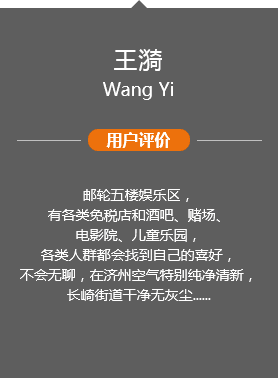 王漪
Wang Yi
用户评价
邮轮五楼娱乐区，
有各类免税店和酒吧、赌场、
电影院、儿童乐园，
各类人群都会找到自己的喜好，
不会无聊，在济州空气特别纯净清新，
长崎街道干净无灰尘......